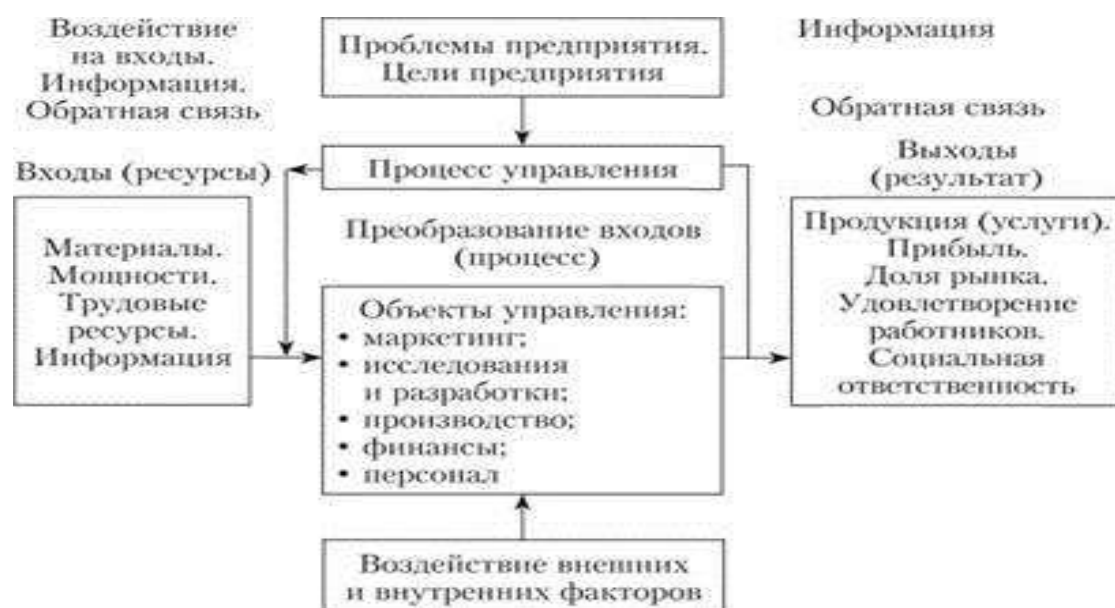 Воздействие
на входы.
Информация.
Обратная связь
Проблемы предприятия.
Цели предприятия
Информация
Обратная связь
Входы (ресурсы)
Процесс управления
Выходы
(результат)
Материалы.
Мощности.
Трудовые
ресурсы.
Информация
Преобразование входов
(процесс)
Объекты управления:
• маркетинг;
• исследования
и разработки;
• производство;
• финансы;
• персонал
Продукция (услуги).
Прибыль.
Доля рынка.
Удовлетворение
работников.
Социальная
ответственность
Воздействие внешних
и внутренних факторов